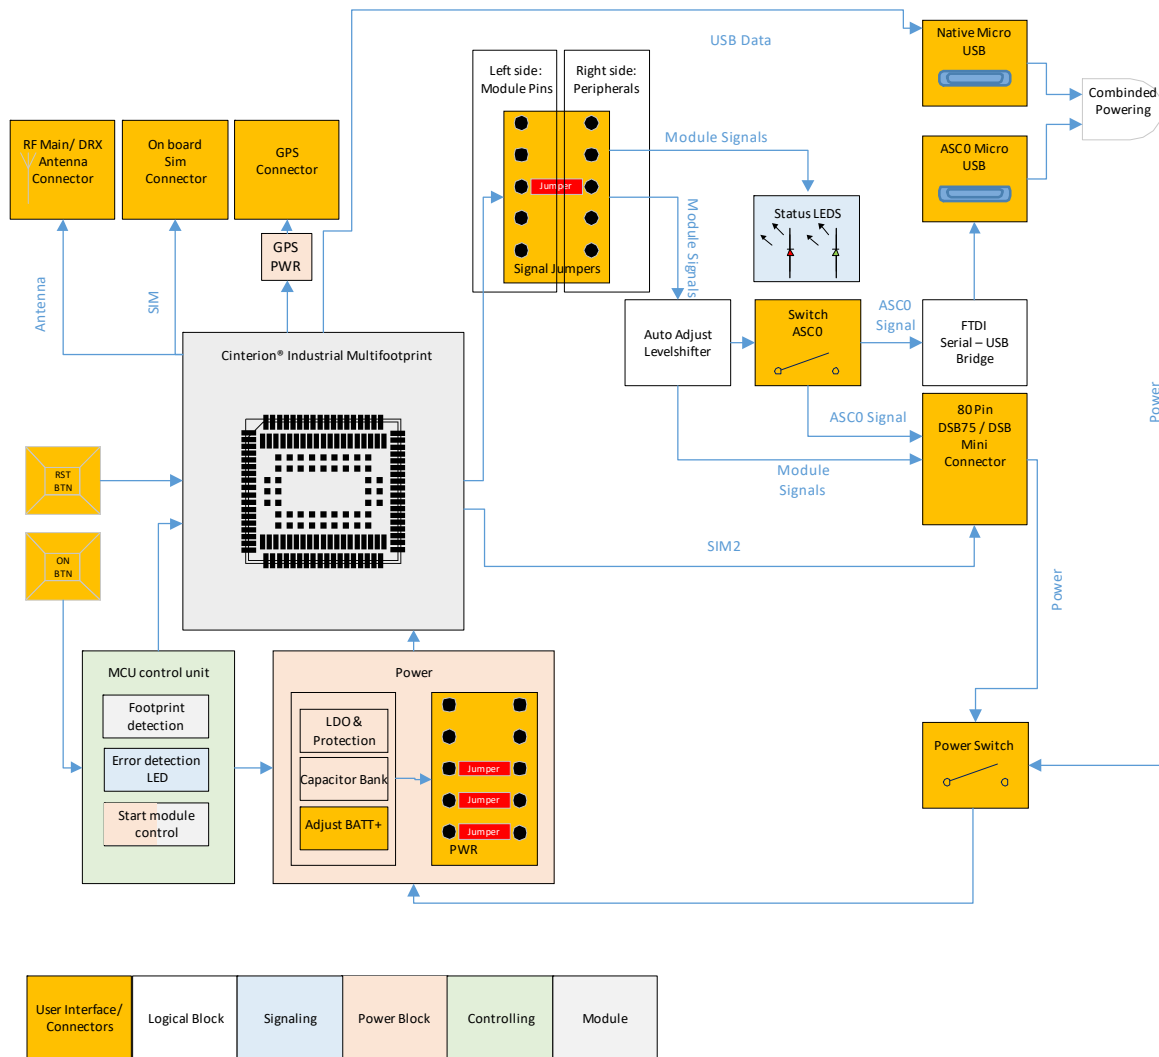 USB Data
Native Micro
USB
Combinded
Powering
Left side:
Module Pins
Right side:
Peripherals
Jumper
Signal Jumpers
Module Signals
Module Signals
ASC0 Micro
USB
RF Main/ DRX
Antenna
Connector
On board
Sim
Connector
GPS
Connector
GPS
PWR
Status LEDS
Antenna
SIM
Cinterion® Industrial Multifootprint
Auto Adjust
Levelshifter
Switch
ASC0
ASC0
Signal
FTDI
Serial – USB
Bridge
ASC0 Signal
80 Pin
DSB75 / DSB
Mini
Connector
Module
Signals
Power
RST
BTN
ON
BTN
SIM2
Power
MCU control unit
Footprint
detection
Error detection
LED
Start module
control
Power
LDO &
Protection
Capacitor Bank
Adjust BATT+
Jumper
Jumper
Jumper
PWR
Power Switch
User Interface/
Connectors
Logical Block
Signaling
Power Block
Controlling
Module